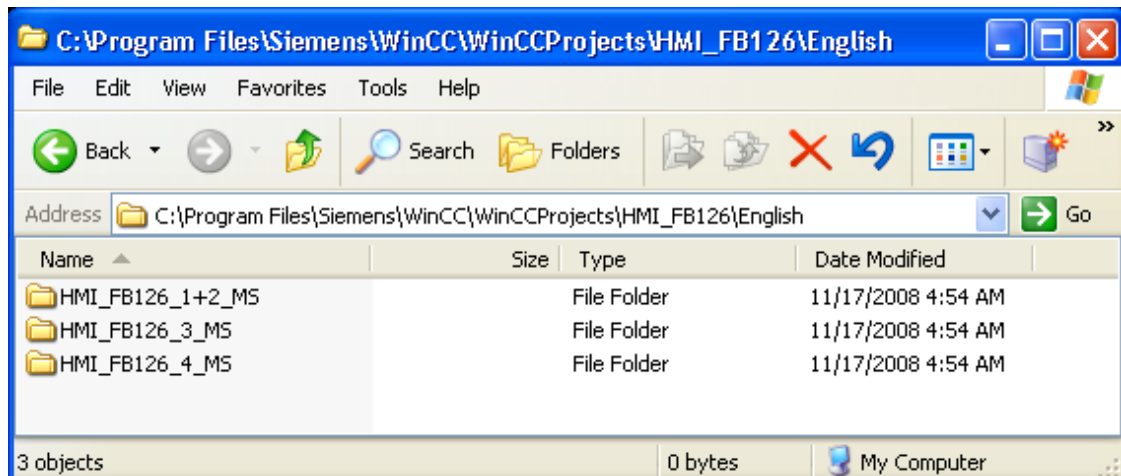 C:\Program Files\Siemens\WinCC\WinCCProjects\HMI_FB126\English
File Edit View Favorites Tools Help
Back Search Folders
Address C:\Program Files\Siemens\WinCC\WinCCProjects\HMI_FB126\English Go
Name Size Type Date Modified
HMI_FB126_1+2_MS File Folder 11/17/2008 4:54 AM
HMI_FB126_3_MS File Folder 11/17/2008 4:54 AM
HMI_FB126_4_MS File Folder 11/17/2008 4:54 AM
3 objects 0 bytes My Computer